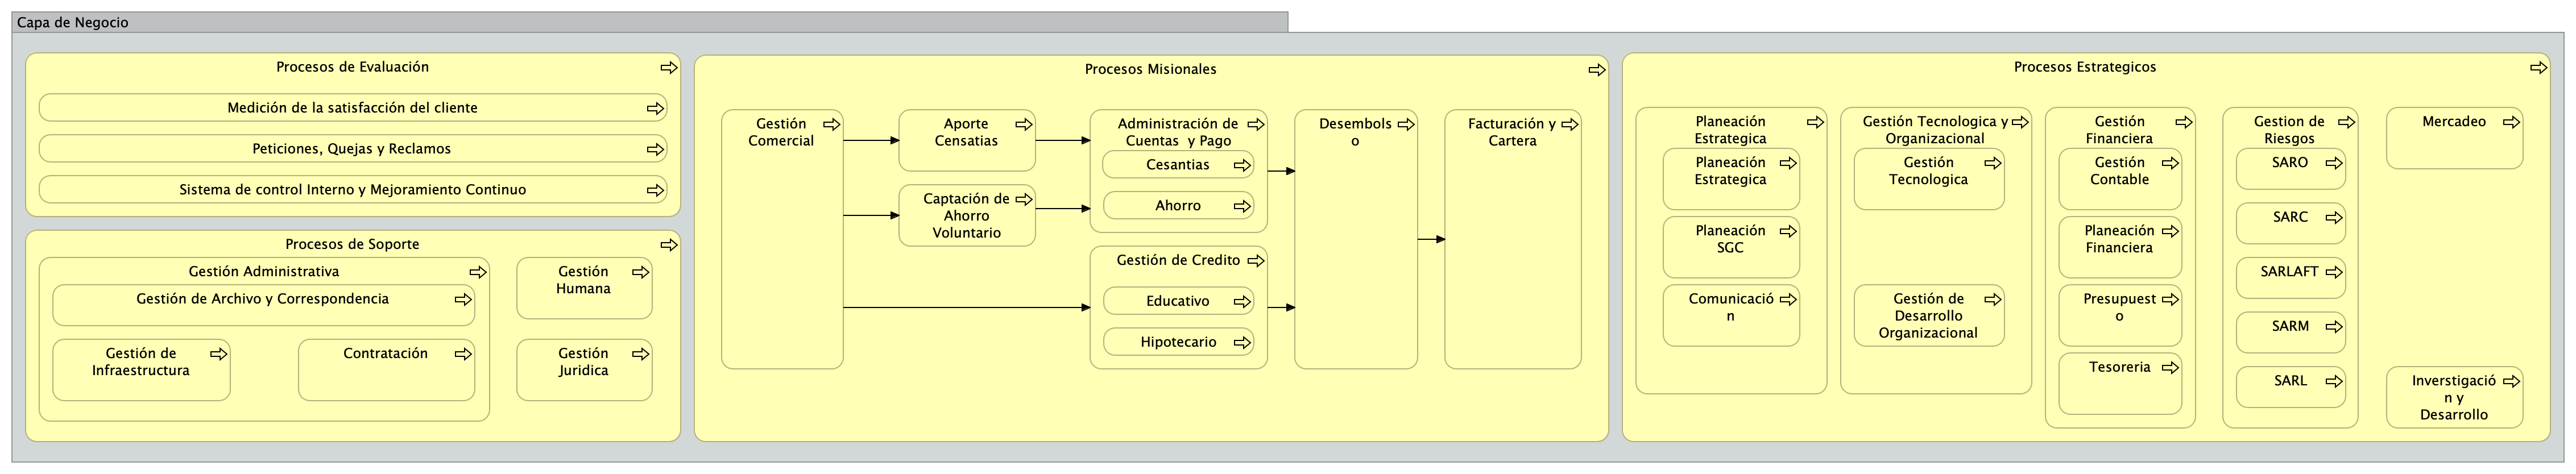 Capa de Negocio
Procesos de Evaluación
Medición de la satisfacción del cliente
Peticiones, Quejas y Reclamos
Sistema de control Interno y Mejoramiento Continuo
Procesos de Soporte
Gestión Administrativa
Gestión de Archivo y Correspondencia
Gestión de
Infraestructura
Contratación
Gestión
Humana
Gestión
Juridica
Procesos Misionales
Gestión
Comercial
Aporte
Censatias
Captación de
Ahorro
Voluntario
Administración de
Cuentas y Pago
Cesantias
Ahorro
Gestión de Credito
Educativo
Hipotecario
Desembols
o
Facturación y
Cartera
Procesos Estrategicos
Planeación
Estrategica
Planeación
Estrategica
Planeación
SGC
Comunicació
n
Gestión Tecnologica y
Organizacional
Gestión
Tecnologica
Gestión de
Desarrollo
Organizacional
Gestión
Financiera
Gestión
Contable
Planeación
Financiera
Presupuest
o
Tesoreria
Gestion de
Riesgos
SARO
SARC
SARLAFT
SARM
SARL
Mercadeo
Inverstigació
n y
Desarrollo